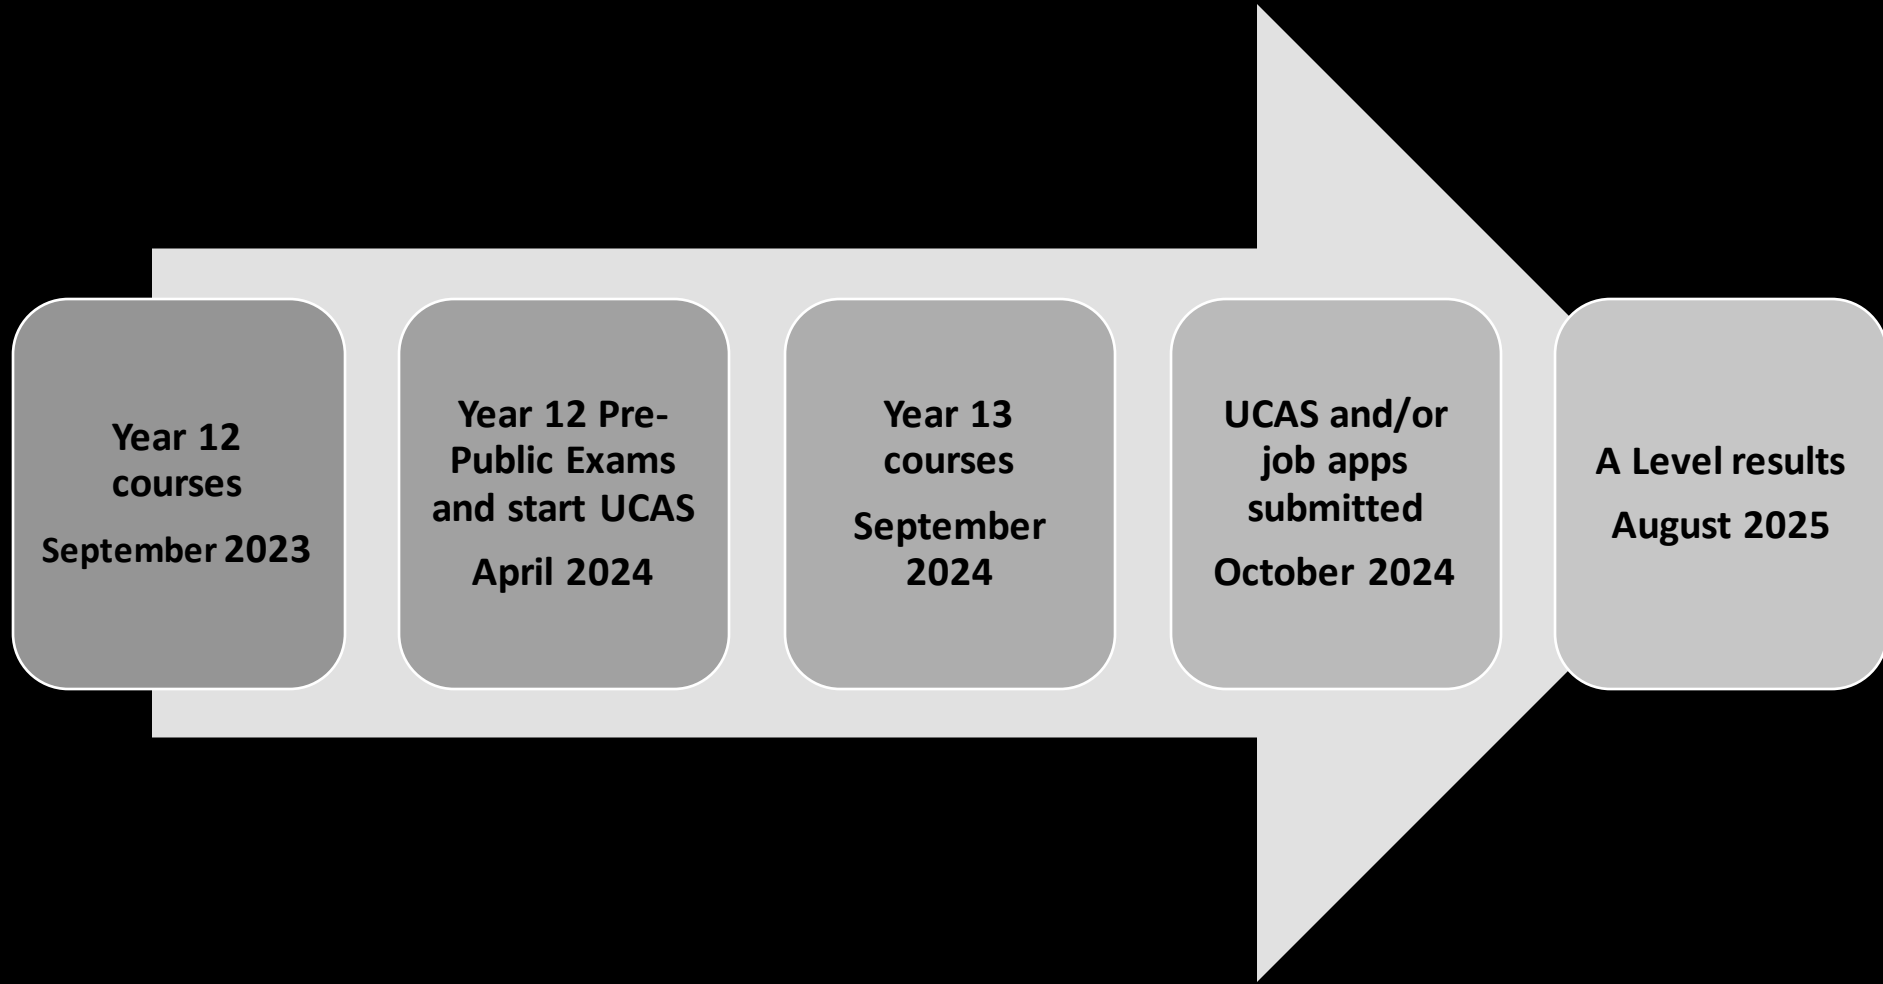 Year 12
courses
September 2023
Year 12 Pre-
Public Exams
and start UCAS
April 2024
Year 13
courses
September
2024
UCAS and/or
job apps
submitted
October 2024
A Level results
August 2025